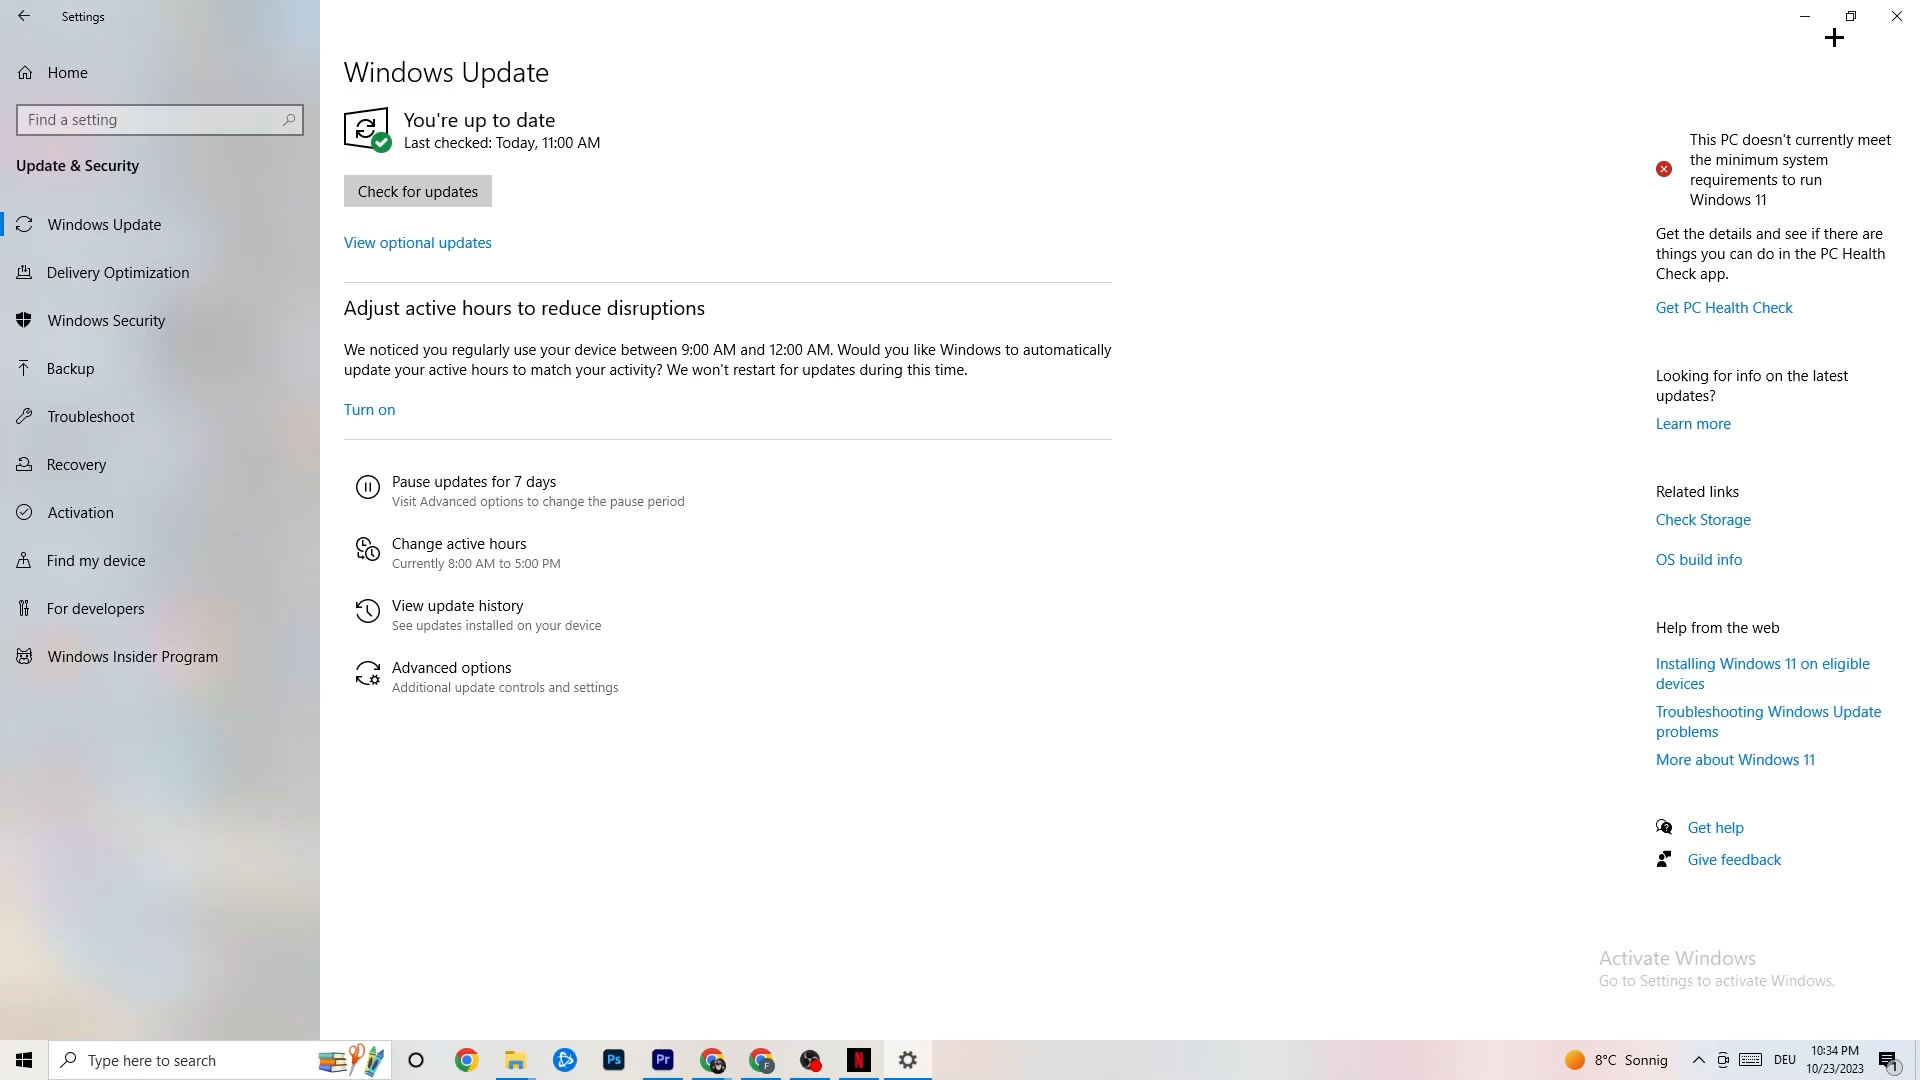 Settings
Home
Find a setting
Update & Security
Windows Update
Delivery Optimization
Windows Security
Backup
Troubleshoot
Recovery
Activation
Find my device
For developers
Windows Insider Program
Windows Update
You're up to date
Last checked: Today, 11:00 AM
Check for updates
View optional updates
Adjust active hours to reduce disruptions
We noticed you regularly use your device between 9:00 AM and 12:00 AM. Would you like Windows to automatically
update your active hours to match your activity? We won't restart for updates during this time.
Turn on
Pause updates for 7 days
Visit Advanced options to change the pause period
Change active hours
Currently 8:00 AM to 5:00 PM
View update history
See updates installed on your device
Advanced options
Additional update controls and settings
This PC doesn't currently meet
the minimum system
requirements to run
Windows 11
Get the details and see if there are
things you can do in the PC Health
Check app.
Get PC Health Check
Looking for info on the latest
updates?
Learn more
Related links
Check Storage
OS build info
Help from the web
Installing Windows 11 on eligible
devices
Troubleshooting Windows Update
problems
More about Windows 11
Get help
Give feedback
Activate Windows
Go to Settings to activate Windows.
Type here to search
Ps
Pr
F
N
8°C Sonnig
DEU
10:34 PM
10/23/2023
1